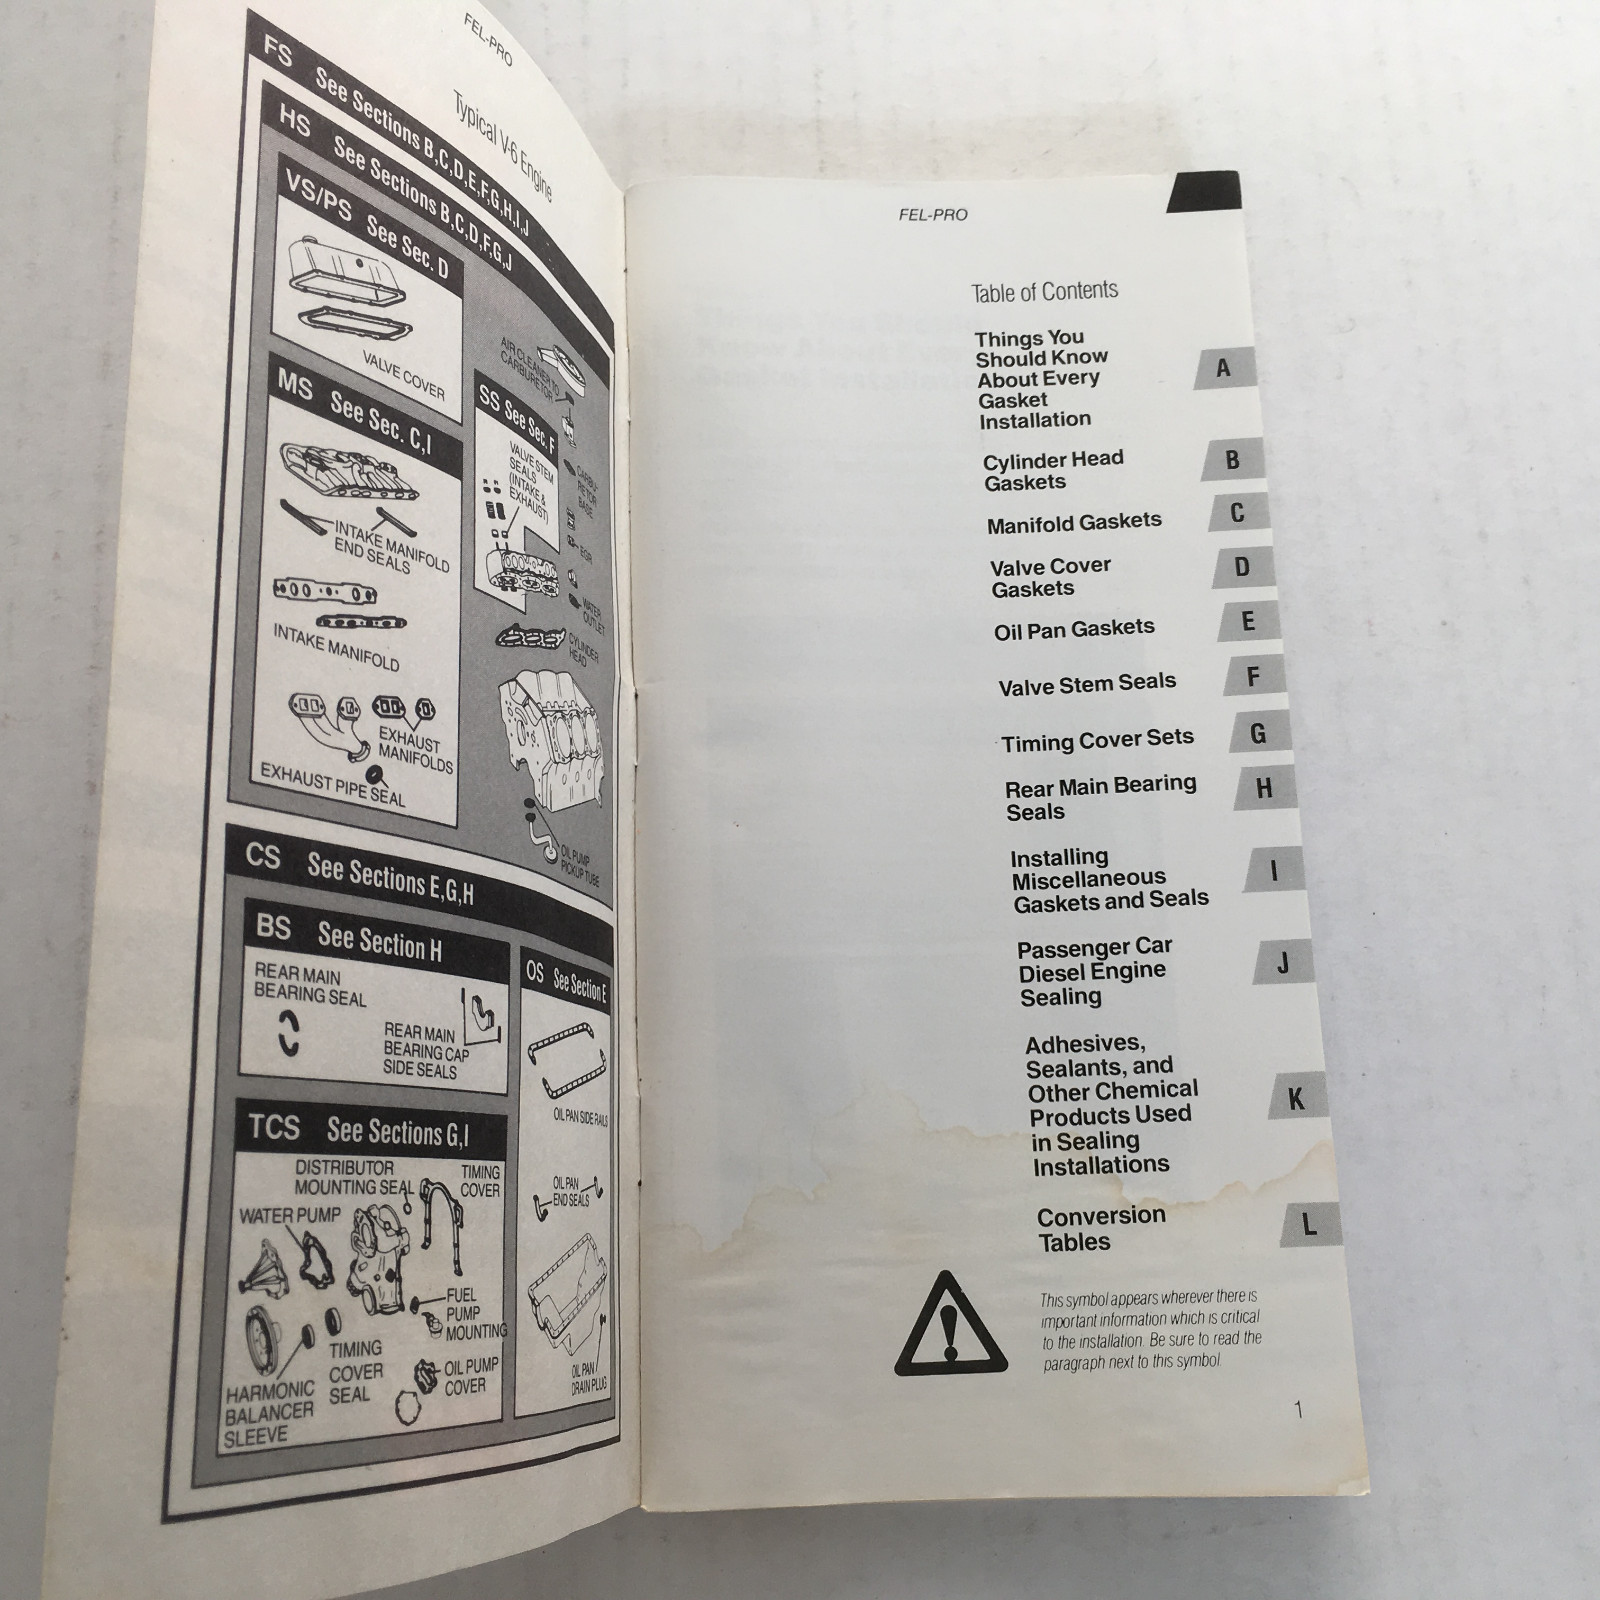 FEL-PRO
Typical V-6 Engine
FS See Sections B,C,D,E,F,G,H,I,J
HS See Sections B,C,D,F,G,J
VS/PS See Sec. D
VALVE COVER
MS See Sec. C,I
INTAKE MANIFOLD
END SEALS
INTAKE MANIFOLD
EXHAUST
MANIFOLDS
EXHAUST PIPE SEAL
AIR CLEANER TO
CARBURETOR
SS See Sec. F
VALVE STEM
SEALS
(INTAKE &
EXHAUST)
CARBU-
RETOR
BASE
EGR
WATER
OUTLET
CYLINDER
HEAD
OIL PUMP
PICKUP TUBE
CS See Sections E,G,H
BS See Section H
REAR MAIN
BEARING SEAL
REAR MAIN
BEARING CAP
SIDE SEALS
OS See Section E
OIL PAN SIDE RAILS
OIL PAN
END SEALS
OIL PAN
DRAIN PLUG
TCS See Sections G,I
DISTRIBUTOR
MOUNTING SEAL
TIMING
COVER
WATER PUMP
FUEL
PUMP
MOUNTING
TIMING
COVER
SEAL
OIL PUMP
COVER
HARMONIC
BALANCER
SLEEVE
FEL-PRO
Table of Contents
Things You
Should Know
About Every
Gasket
Installation
A
Cylinder Head
Gaskets
B
Manifold Gaskets
C
Valve Cover
Gaskets
D
Oil Pan Gaskets
E
Valve Stem Seals
F
Timing Cover Sets
G
Rear Main Bearing
Seals
H
Installing
Miscellaneous
Gaskets and Seals
I
Passenger Car
Diesel Engine
Sealing
J
Adhesives,
Sealants, and
Other Chemical
Products Used
in Sealing
Installations
K
Conversion
Tables
L
!
This symbol appears wherever there is
important information which is critical
to the installation. Be sure to read the
paragraph next to this symbol.
1